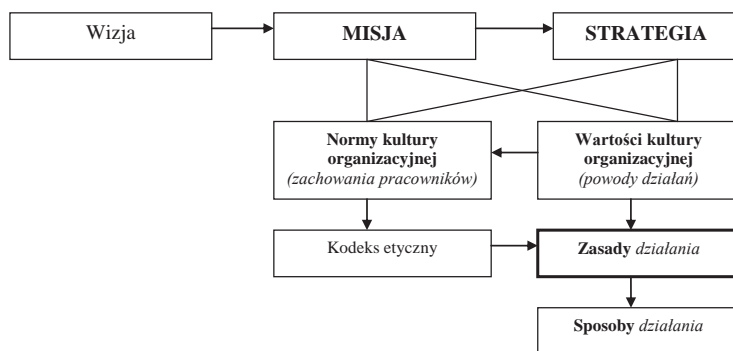 Wizja
MISJA
STRATEGIA
Normy kultury
organizacyjnej
(zachowania pracowników)
Wartości kultury
organizacyjnej
(powody działań)
Kodeks etyczny
Zasady działania
Sposoby działania